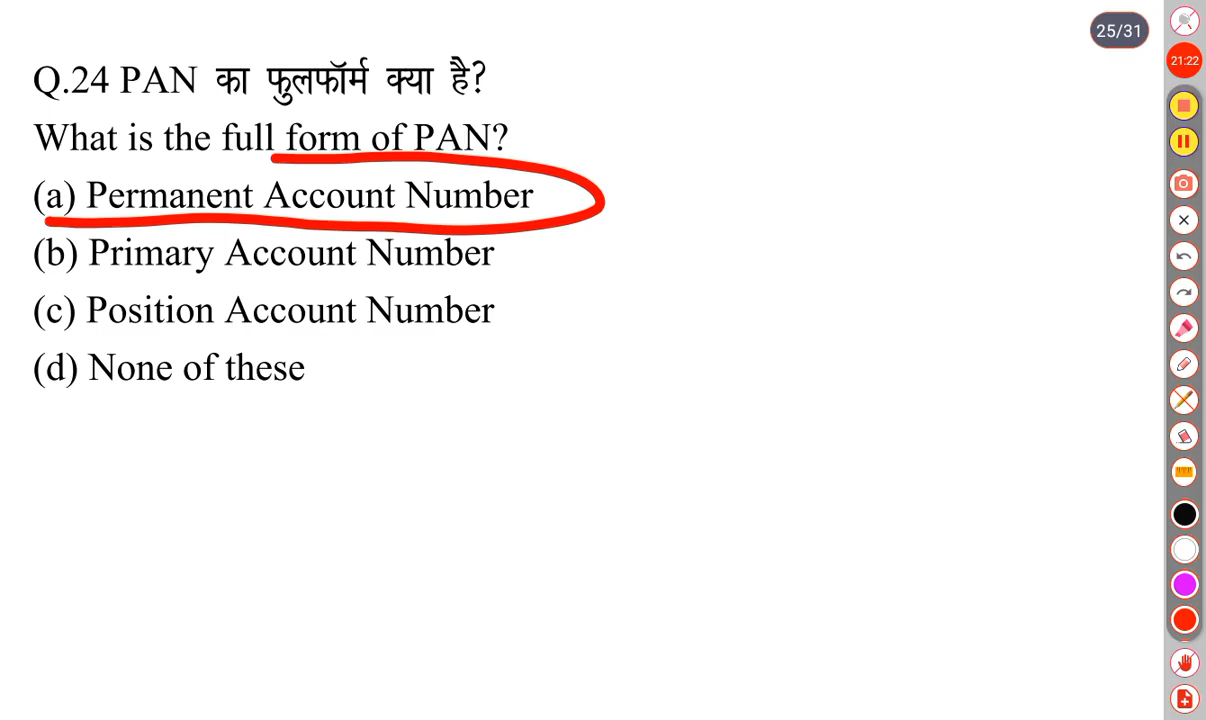 25/31
21:22
Q.24 PAN का फुलफॉर्म क्या है?
What is the full form of PAN?
(a) Permanent Account Number
(b) Primary Account Number
(c) Position Account Number
(d) None of these